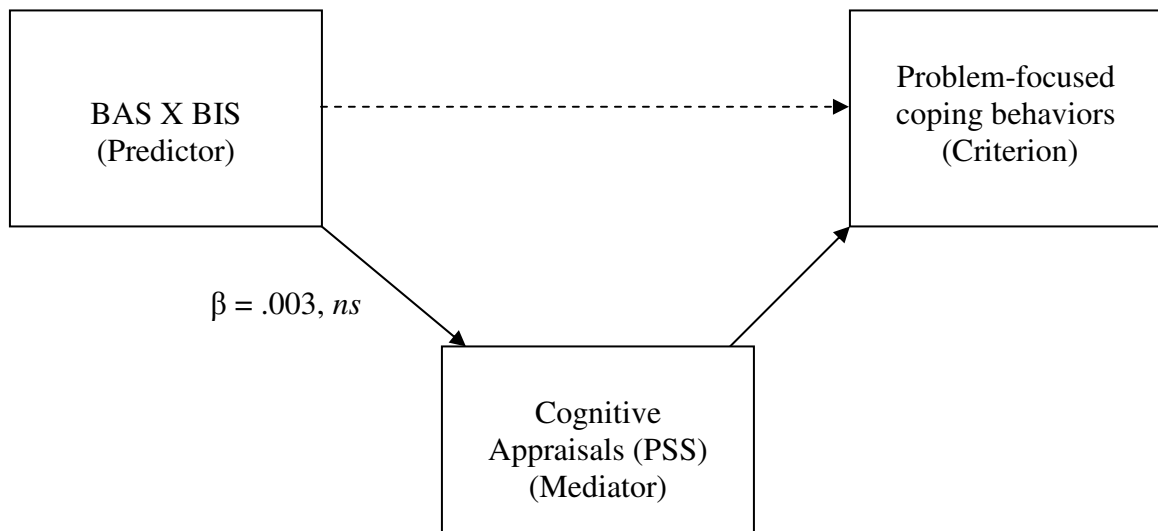 BAS X BIS
(Predictor)
Problem-focused
coping behaviors
(Criterion)
β = .003, ns
Cognitive
Appraisals (PSS)
(Mediator)